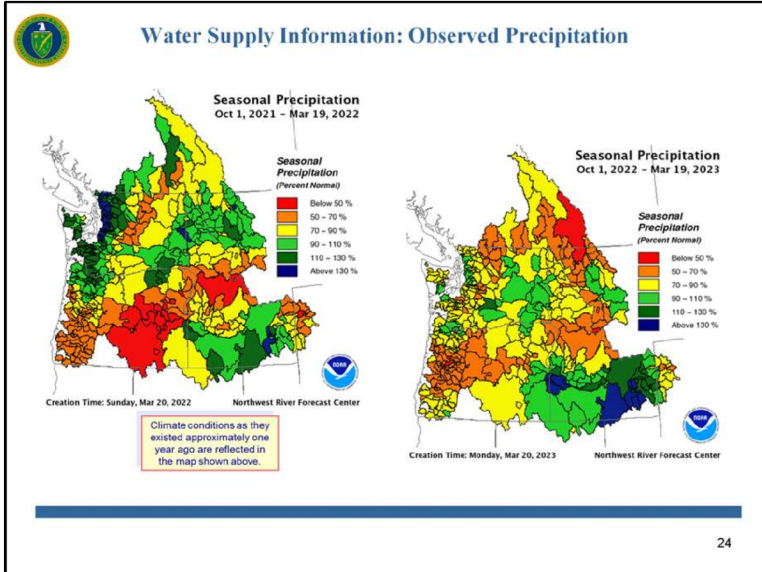 Water Supply Information: Observed Precipitation
Seasonal Precipitation
Oct 1, 2021 – Mar 19, 2022
Seasonal
Precipitation
(Percent Normal)
Below 50 %
50 – 70 %
70 – 90 %
90 – 110 %
110 – 130 %
Above 130 %
NOAA
Creation Time: Sunday, Mar 20, 2022
Northwest River Forecast Center
Climate conditions as they
existed approximately one
year ago are reflected in
the map shown above.
Seasonal Precipitation
Oct 1, 2022 – Mar 19, 2023
Seasonal
Precipitation
(Percent Normal)
Below 50 %
50 – 70 %
70 – 90 %
90 – 110 %
110 – 130 %
Above 130 %
NOAA
Creation Time: Monday, Mar 20, 2023
Northwest River Forecast Center
24